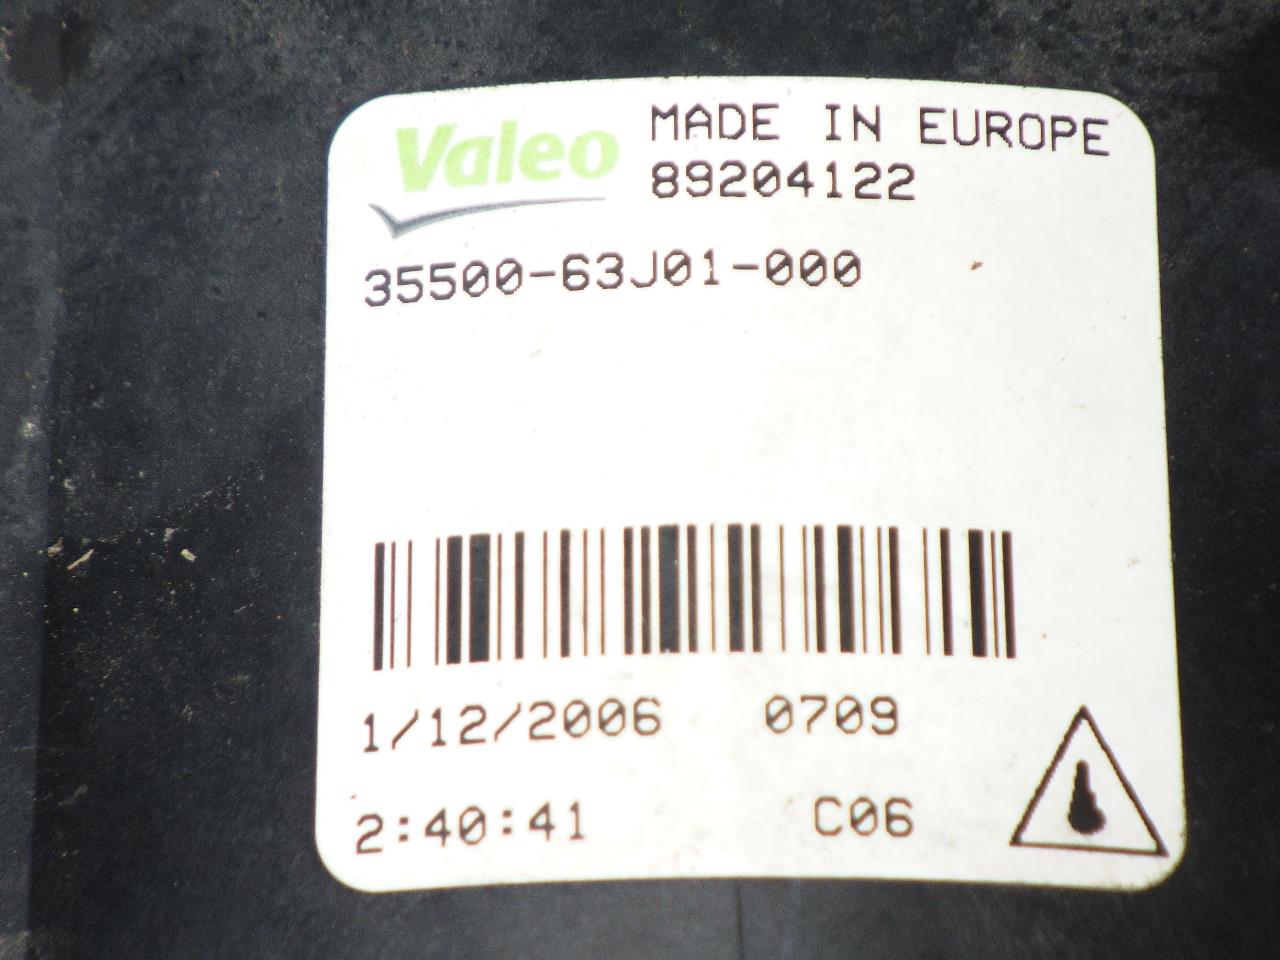 Valeo MADE IN EUROPE
89204122
35500-63J01-000
1/12/2006 0709
2:40:41 C06